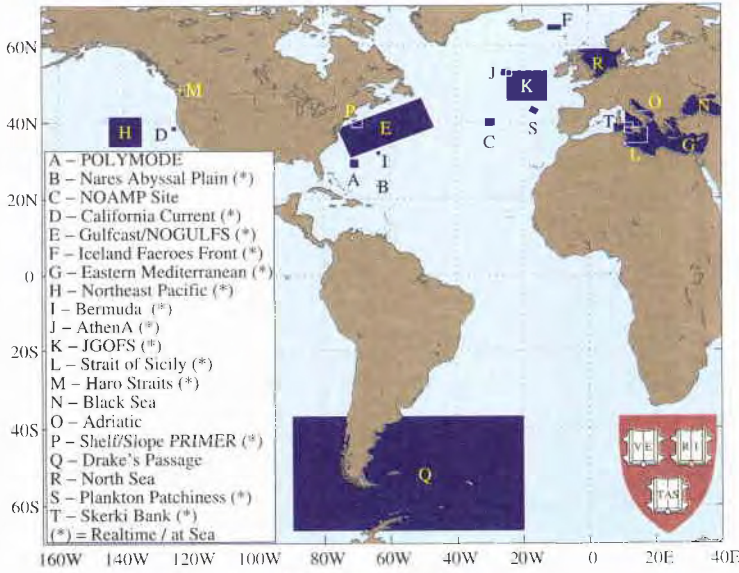 60N
40N
20N
0
20S
40S
60S
160W
140W
120W
100W
80W
60W
40W
20W
0
20E
40E
A – POLYMODE
B – Nares Abyssal Plain (*)
C – NOAMP Site
D – California Current (*)
E – Gulfcast/NOGULFS (*)
F – Iceland Faeroes Front (*)
G – Eastern Mediterranean (*)
H – Northeast Pacific (*)
I – Bermuda (*)
J – AthenA (*)
K – JGOFS (*)
L – Strait of Sicily (*)
M – Haro Straits (*)
N – Black Sea
O – Adriatic
P – Shelf/Slope PRIMER (*)
Q – Drake's Passage
R – North Sea
S – Plankton Patchiness (*)
T – Skerki Bank (*)
(*) = Realtime / at Sea
F
J
K
R
M
H
D
P
E
I
A
B
C
S
T
O
N
L
G
Q
VE
RI
TAS